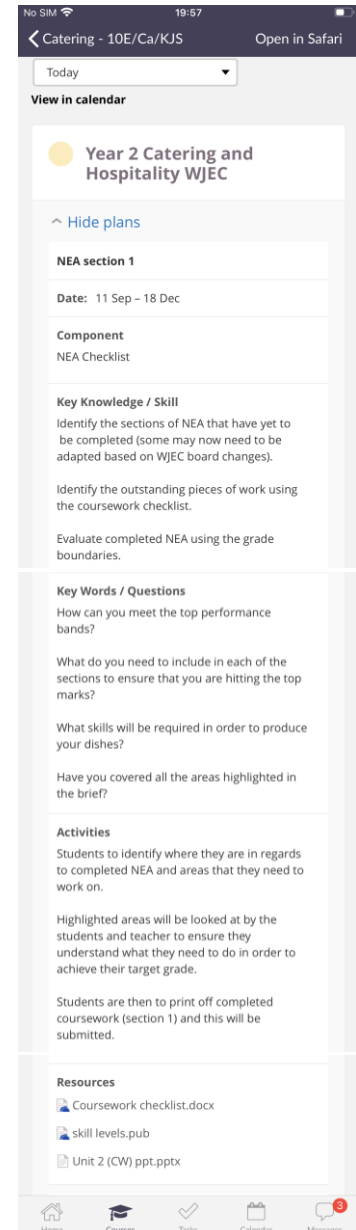 No SIM 19:57
Catering - 10E/Ca/KJS Open in Safari
Today
View in calendar
Year 2 Catering and
Hospitality WJEC
Hide plans
NEA section 1
Date: 11 Sep – 18 Dec
Component
NEA Checklist
Key Knowledge / Skill
Identify the sections of NEA that have yet to
be completed (some may now need to be
adapted based on WJEC board changes).
Identify the outstanding pieces of work using
the coursework checklist.
Evaluate completed NEA using the grade
boundaries.
Key Words / Questions
How can you meet the top performance
bands?
What do you need to include in each of the
sections to ensure that you are hitting the top
marks?
What skills will be required in order to produce
your dishes?
Have you covered all the areas highlighted in
the brief?
Activities
Students to identify where they are in regards
to completed NEA and areas that they need to
work on.
Highlighted areas will be looked at by the
students and teacher to ensure they
understand what they need to do in order to
achieve their target grade.
Students are then to print off completed
coursework (section 1) and this will be
submitted.
Resources
Coursework checklist.docx
skill levels.pub
Unit 2 (CW) ppt.pptx
3
Home Courses Tasks Calendar Messages